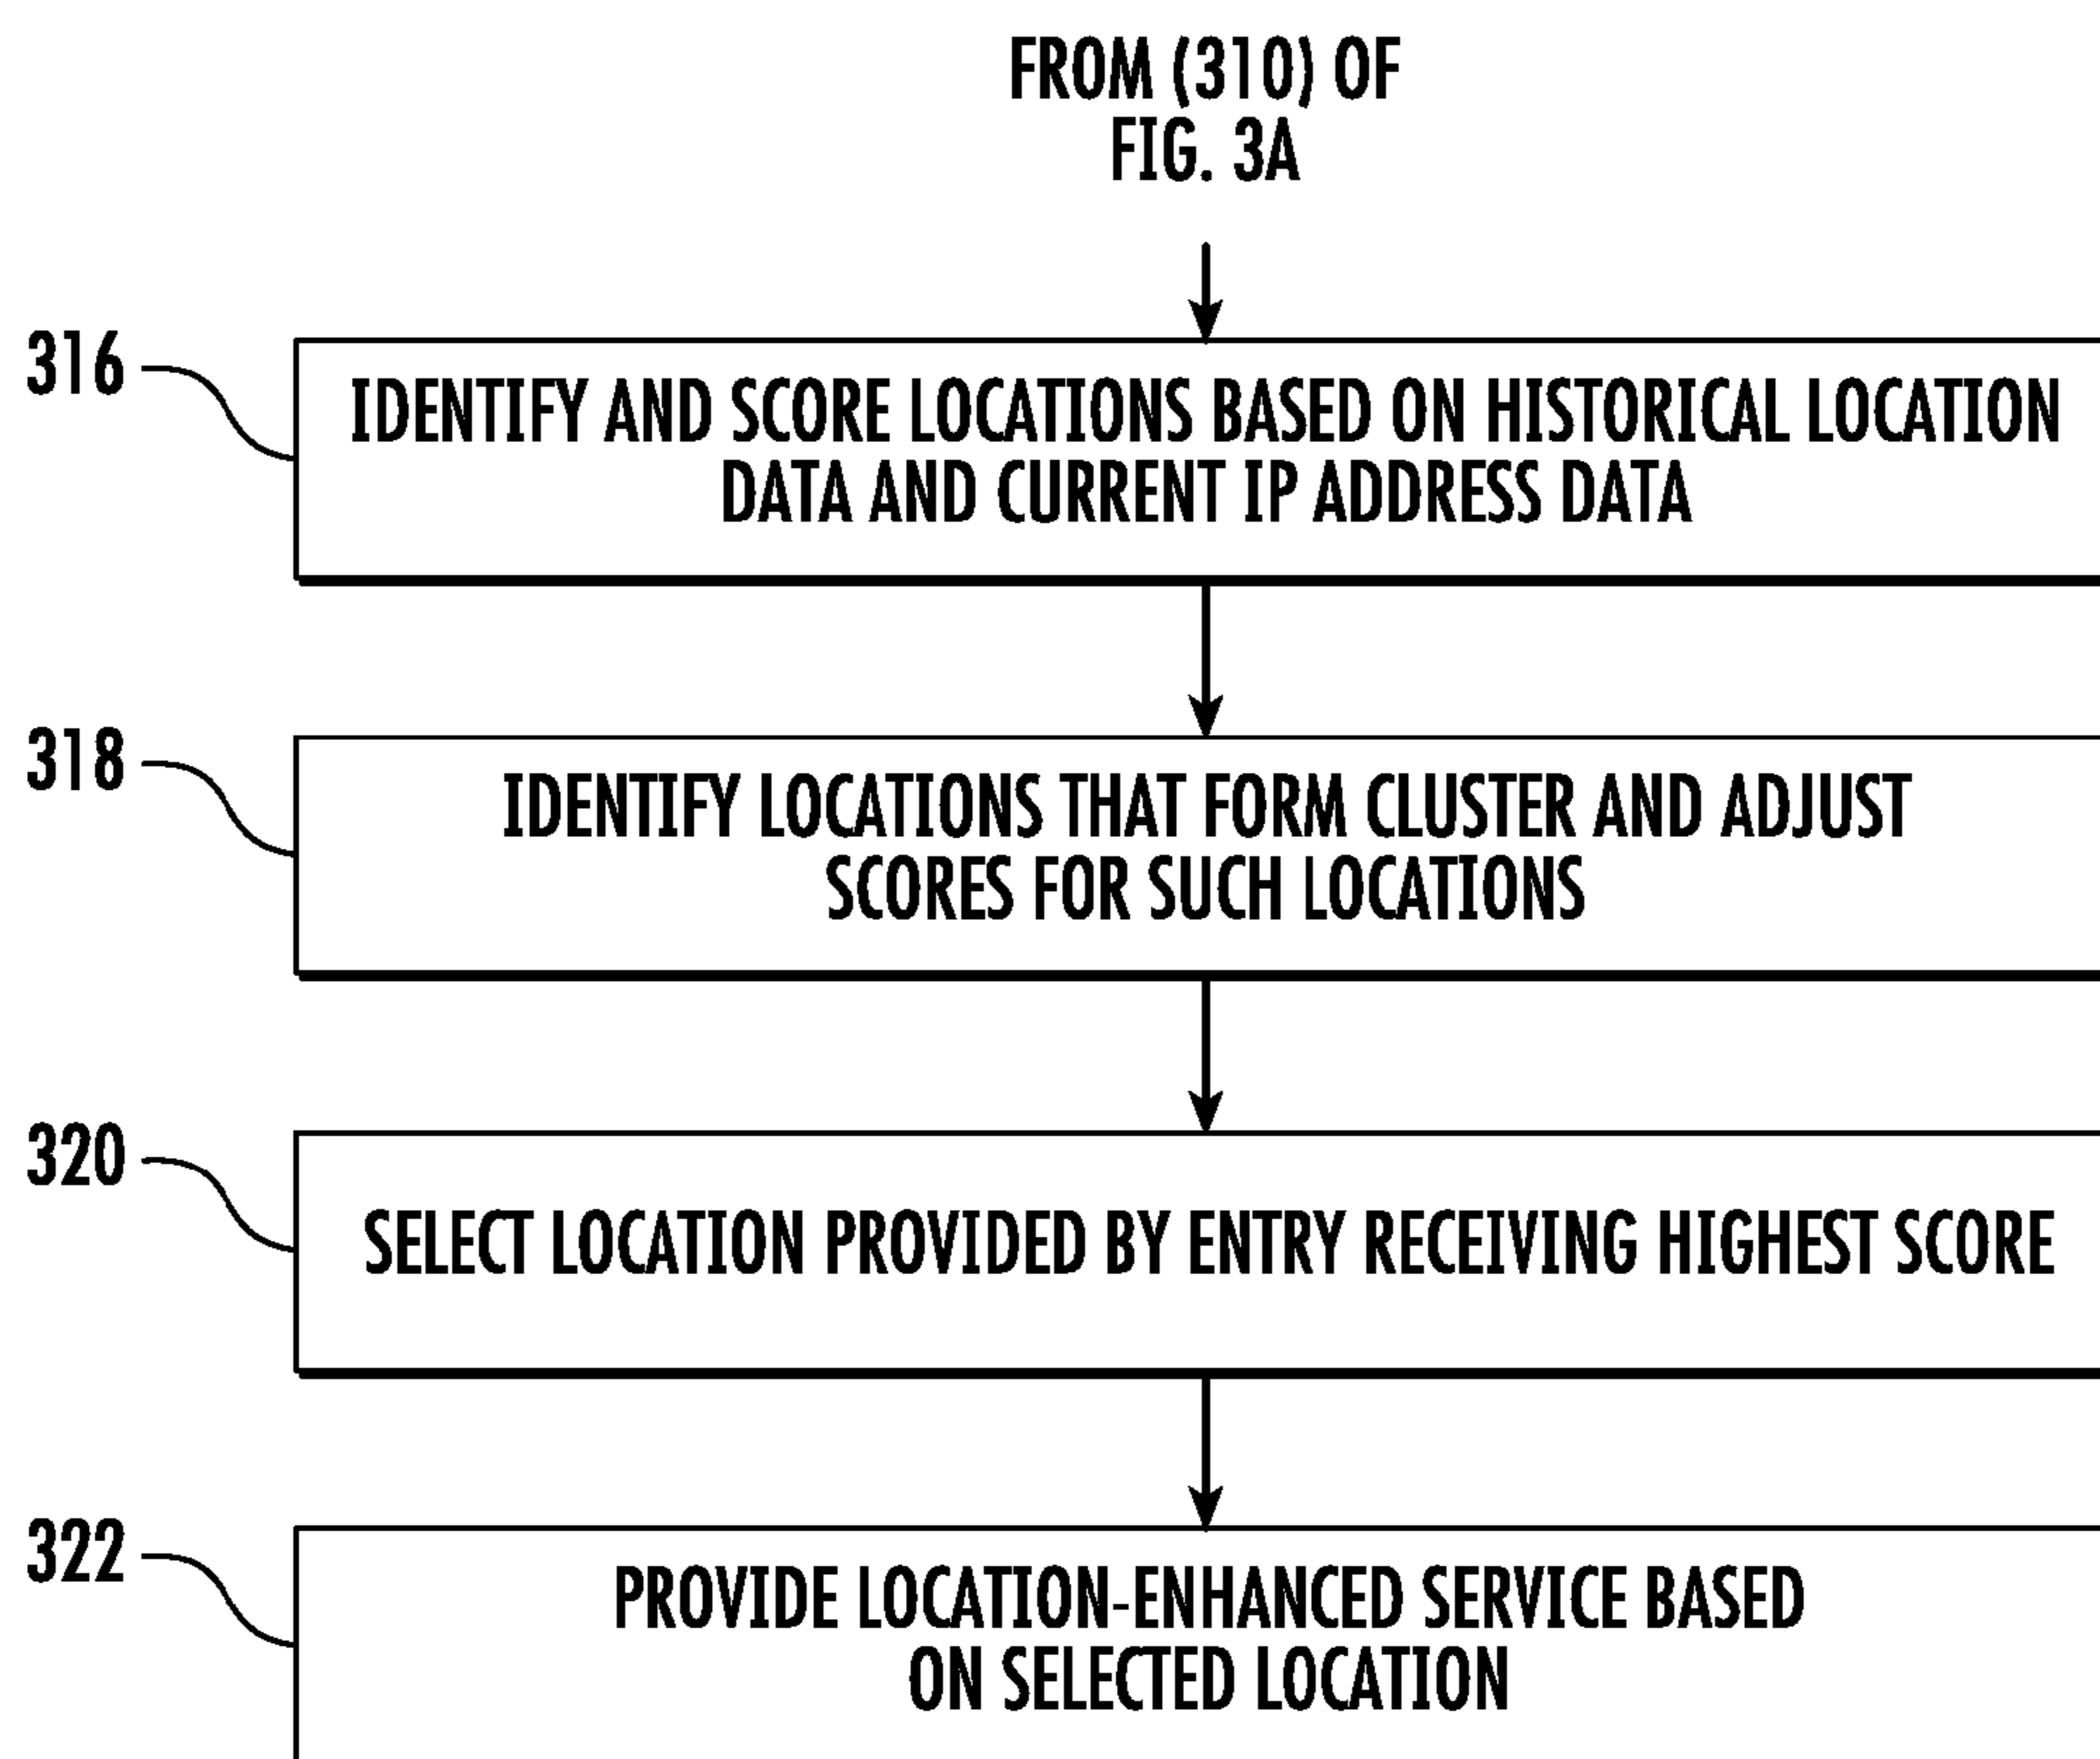 FROM (310) OF
FIG. 3A
316
IDENTIFY AND SCORE LOCATIONS BASED ON HISTORICAL LOCATION
DATA AND CURRENT IP ADDRESS DATA
318
IDENTIFY LOCATIONS THAT FORM CLUSTER AND ADJUST
SCORES FOR SUCH LOCATIONS
320
SELECT LOCATION PROVIDED BY ENTRY RECEIVING HIGHEST SCORE
322
PROVIDE LOCATION-ENHANCED SERVICE BASED
ON SELECTED LOCATION